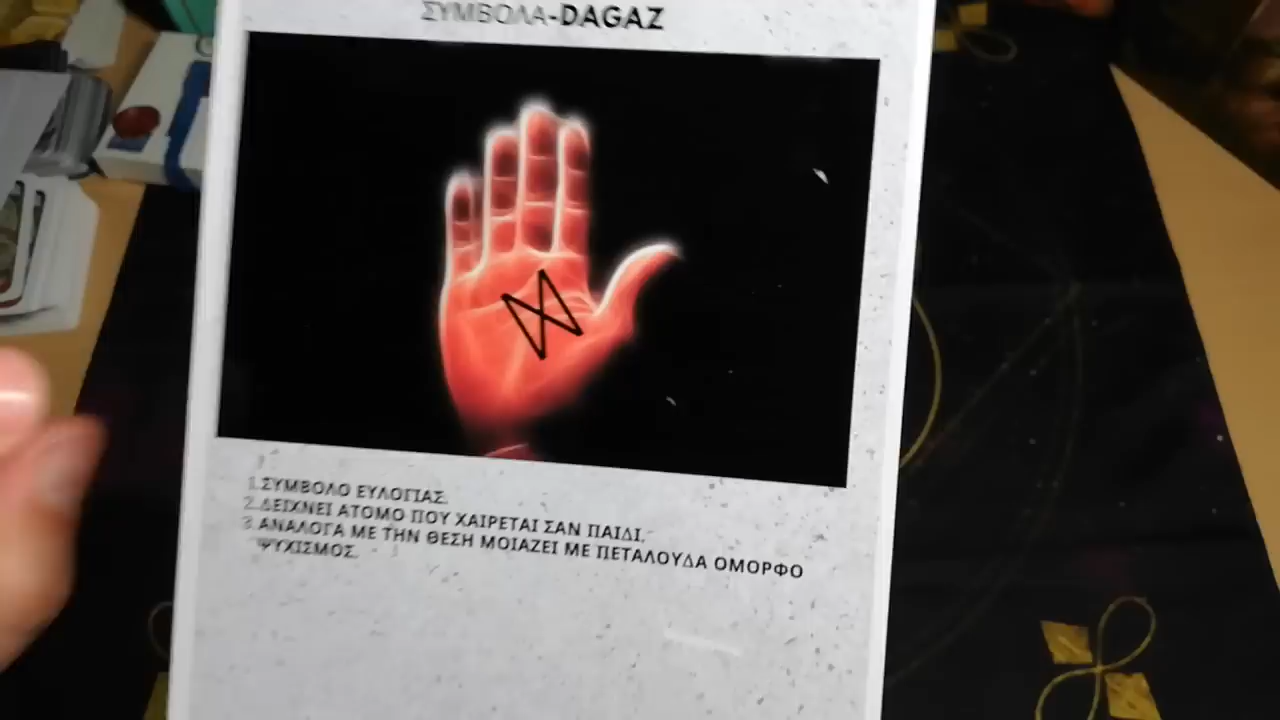 ΣΥΜΒΟΛΑ-DAGAZ
1.ΣΥΜΒΟΛΟ ΕΥΛΟΓΙΑΣ.
2.ΔΕΙΧΝΕΙ ΑΤΟΜΟ ΠΟΥ ΧΑΙΡΕΤΑΙ ΣΑΝ ΠΑΙΔΙ.
3.ΑΝΑΛΟΓΑ ΜΕ ΤΗΝ ΘΕΣΗ ΜΟΙΑΖΕΙ ΜΕ ΠΕΤΑΛΟΥΔΑ ΟΜΟΡΦΟ
ΨΥΧΙΣΜΟΣ.